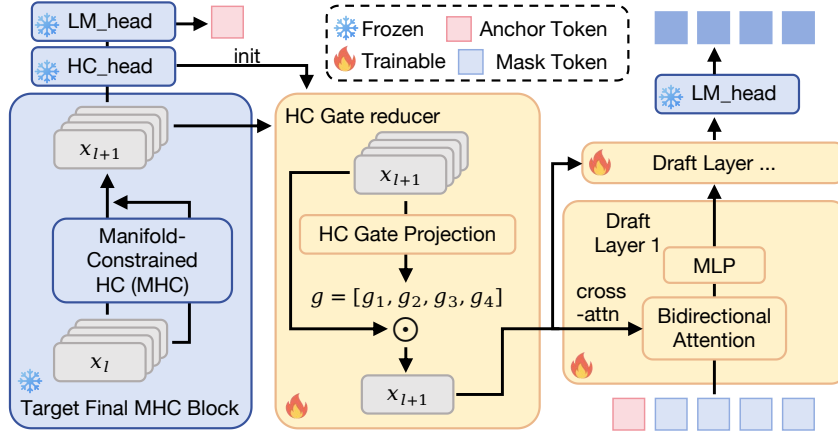 LM_head
HC_head
init
Frozen
Anchor Token
Trainable
Mask Token
LM_head
x_{l+1}
Manifold-
Constrained
HC (MHC)
x_l
Target Final MHC Block
HC Gate reducer
x_{l+1}
HC Gate Projection
g = [g_1, g_2, g_3, g_4]
⊙
x_{l+1}
Draft Layer ...
Draft
Layer 1
MLP
cross
-attn
Bidirectional
Attention